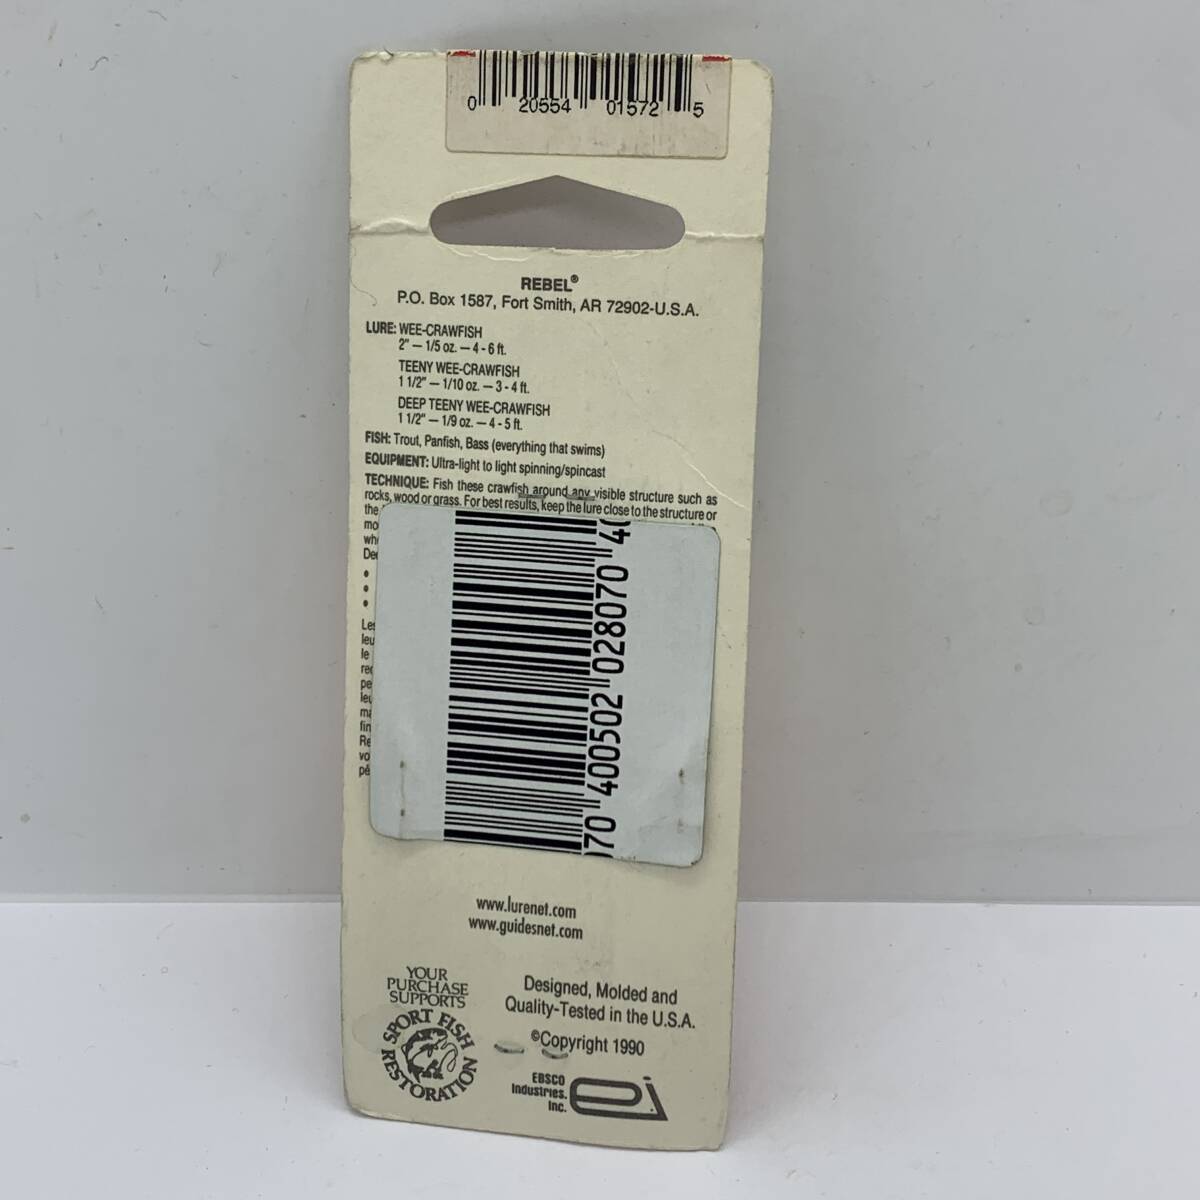 0 20554 01572 5
REBEL®
P.O. Box 1587, Fort Smith, AR 72902-U.S.A.
LURE: WEE-CRAWFISH
2" — 1/5 oz. — 4 - 6 ft.
TEENY WEE-CRAWFISH
1 1/2" — 1/10 oz. — 3 - 4 ft.
DEEP TEENY WEE-CRAWFISH
1 1/2" — 1/9 oz. — 4 - 5 ft.
FISH: Trout, Panfish, Bass (everything that swims)
EQUIPMENT: Ultra-light to light spinning/spincast
TECHNIQUE: Fish these crawfish around any visible structure such as
rocks, wood or grass. For best results, keep the lure close to the structure or
the
400502 028070
www.lurenet.com
www.guidesnet.com
YOUR
PURCHASE
SUPPORTS
SPORT FISH
RESTORATION
Designed, Molded and
Quality-Tested in the U.S.A.
©Copyright 1990
EBSCO
Industries,
Inc.
ei